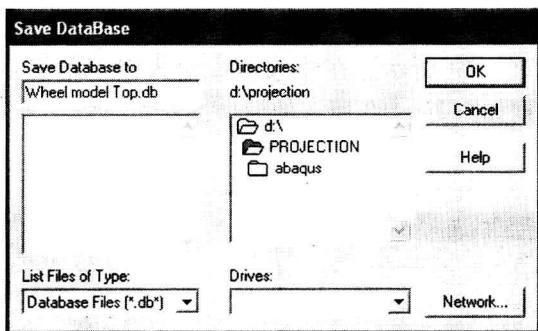 Save DataBase
Save Database to
Wheel model Top.db
Directories:
d:\projection
d:\
PROJECTION
abaqus
OK
Cancel
Help
List Files of Type:
Database Files (*.db*)
Drives:
Network...